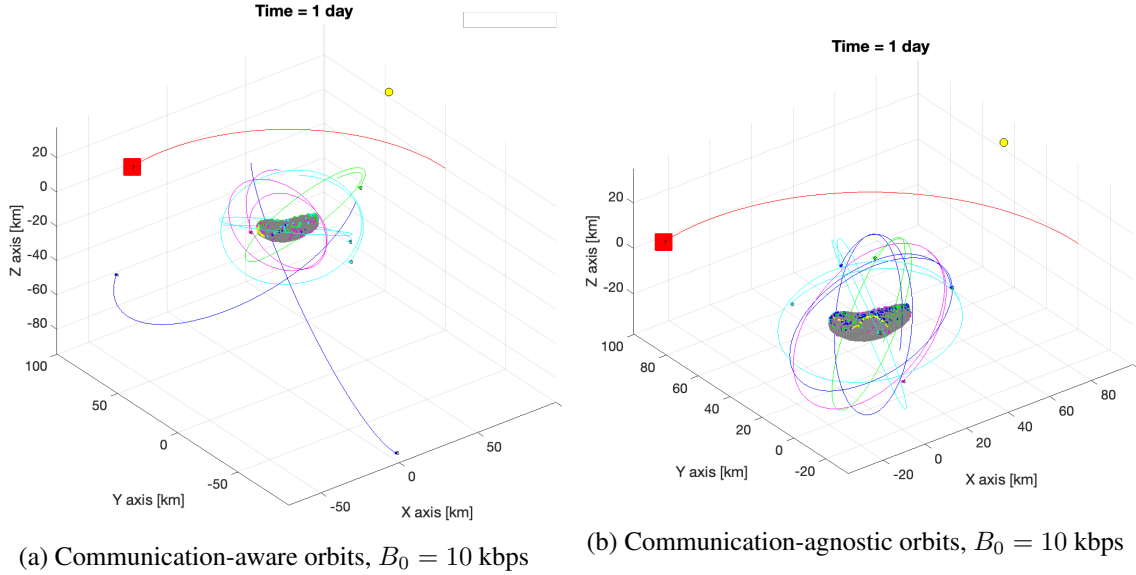 Time = 1 day
20
0
-20
-40
-60
-80
Z axis [km]
100
50
0
-50
Y axis [km]
-50
0
50
X axis [km]
(a) Communication-aware orbits, B₀ = 10 kbps
Time = 1 day
20
0
-20
Z axis [km]
100
80
60
40
20
0
-20
Y axis [km]
-20
0
20
40
60
80
X axis [km]
(b) Communication-agnostic orbits, B₀ = 10 kbps